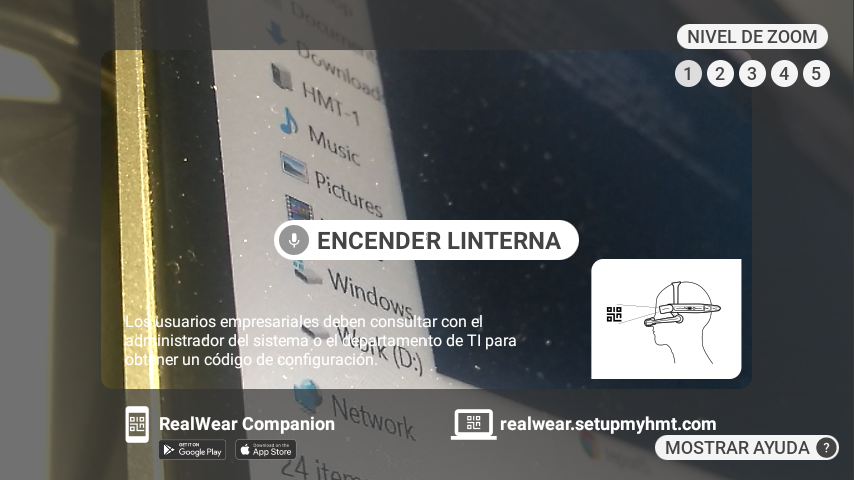 NIVEL DE ZOOM
1 2 3 4 5
Documents
Downloads
HMT-1
Music
Pictures
ENCENDER LINTERNA
Windows
Los usuarios empresariales deben consultar con el
administrador del sistema o el departamento de TI para
obtener un código de configuración.
Work (D:)
RealWear Companion
GET IT ON
Google Play
Download on the
App Store
realwear.setupmyhmt.com
Network
MOSTRAR AYUDA ?
24 item